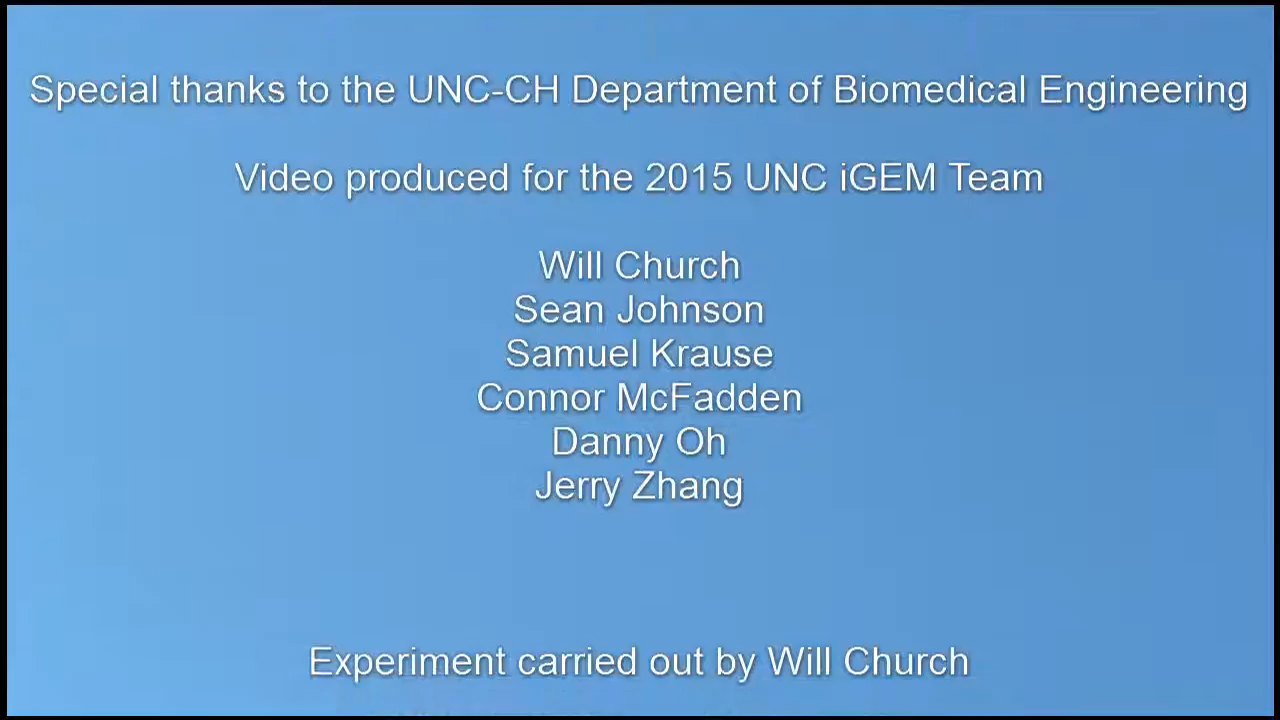 Special thanks to the UNC-CH Department of Biomedical Engineering
Video produced for the 2015 UNC iGEM Team
Will Church
Sean Johnson
Samuel Krause
Connor McFadden
Danny Oh
Jerry Zhang
Experiment carried out by Will Church